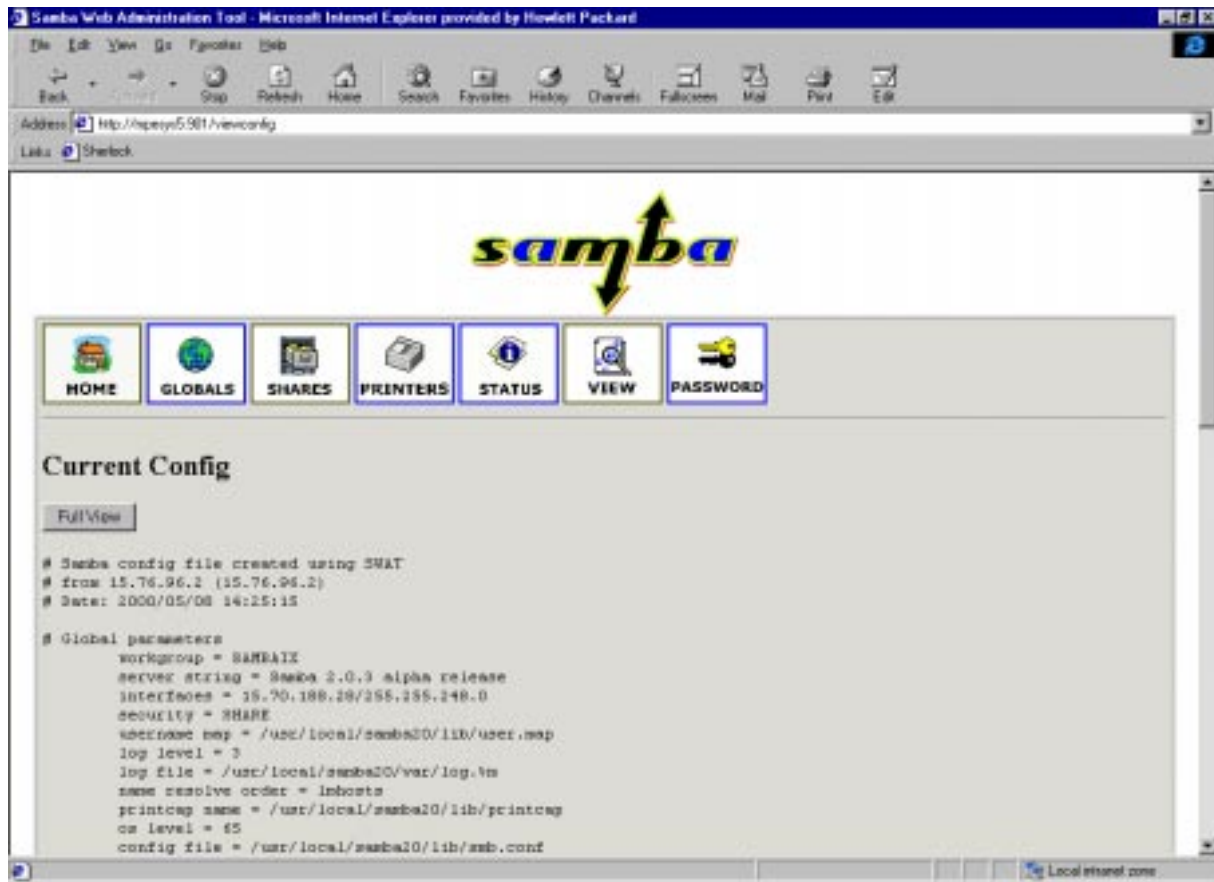 Samba Web Administration Tool - Microsoft Internet Explorer provided by Hewlett Packard
File Edit View Go Favorites Help
Back Stop Refresh Home Search Favorites History Channels Fullscreen Mail Print Edit
Address /viewconfig
Links Sherlock
samba
HOME GLOBALS SHARES PRINTERS STATUS VIEW PASSWORD
Current Config
Full View
# Samba config file created using SWAT
# from 15.76.96.2 (15.76.96.2)
# Date: 2000/05/08 14:25:15
# Global parameters
workgroup = SAMBAIX
server string = Samba 2.0.3 alpha release
interfaces = 15.70.188.28/255.255.248.0
security = SHARE
username map = /usr/local/samba20/lib/user.map
log level = 3
log file = /usr/local/samba20/var/log.%m
name resolve order = lmhosts
printcap name = /usr/local/samba20/lib/printcap
os level = 65
config file = /usr/local/samba20/lib/smb.conf
Local intranet zone